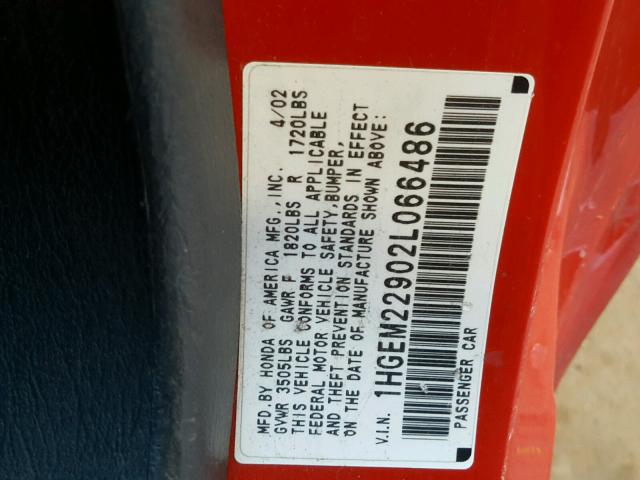 MFD.BY HONDA OF AMERICA MFG.,INC. 4/02
GVWR 3505LBS GAWR F 1820LBS R 1720LBS
THIS VEHICLE CONFORMS TO ALL APPLICABLE
FEDERAL MOTOR VEHICLE SAFETY,BUMPER,
AND THEFT PREVENTION STANDARDS IN EFFECT
ON THE DATE OF MANUFACTURE SHOWN ABOVE:
V.I.N. 1HGEM22902L066486
PASSENGER CAR